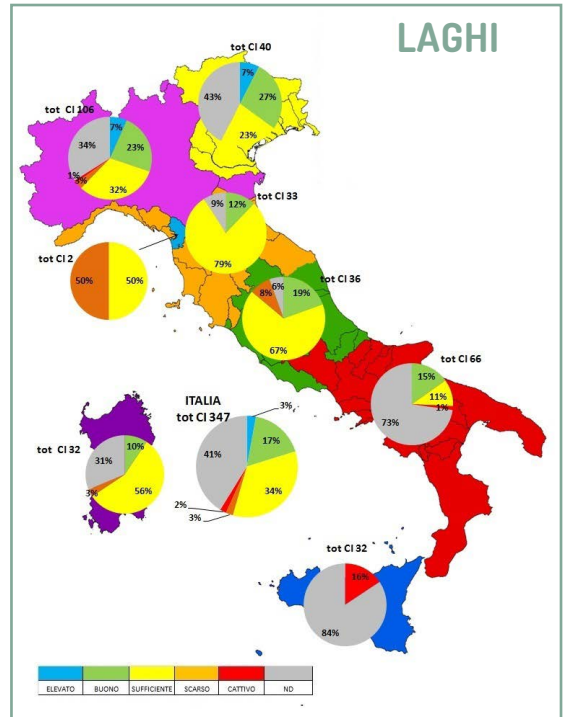 LAGHI
tot CI 40
7%
27%
23%
43%
tot CI 106
7%
23%
32%
3%
1%
34%
tot CI 33
9%
12%
79%
tot CI 2
50%
50%
tot CI 36
6%
19%
8%
67%
tot CI 66
15%
11%
1%
73%
ITALIA
tot CI 347
3%
17%
34%
3%
2%
41%
tot CI 32
10%
31%
56%
3%
tot CI 32
16%
84%
ELEVATO BUONO SUFFICIENTE SCARSO CATTIVO ND